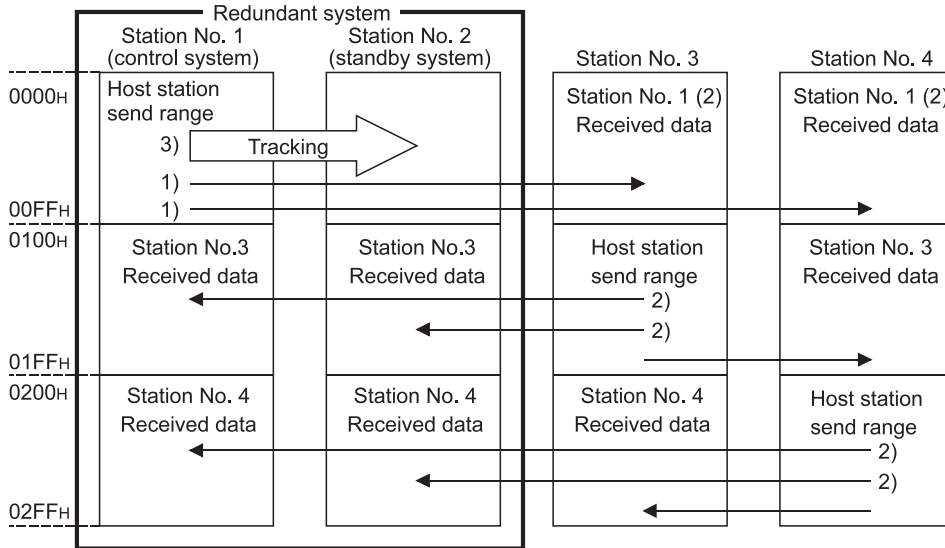 Redundant system
Station No. 1
(control system)
Station No. 2
(standby system)
Station No. 3
Station No. 4
0000H
Host station
send range
3)
Tracking
1)
1)
Station No. 1 (2)
Received data
Station No. 1 (2)
Received data
00FFH
0100H
Station No.3
Received data
Station No.3
Received data
Host station
send range
2)
2)
Station No. 3
Received data
01FFH
0200H
Station No. 4
Received data
Station No. 4
Received data
Station No. 4
Received data
Host station
send range
2)
2)
02FFH